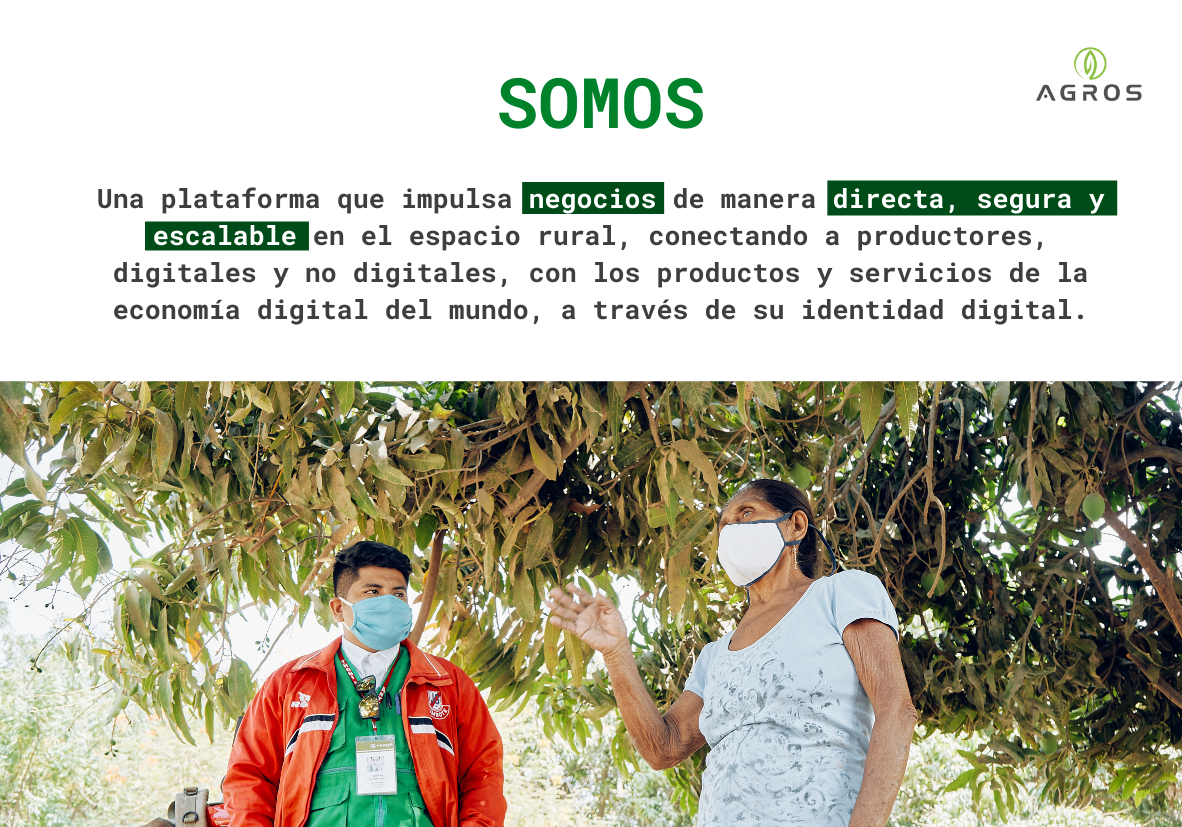 AGROS
SOMOS
Una plataforma que impulsa negocios de manera directa, segura y
escalable en el espacio rural, conectando a productores,
digitales y no digitales, con los productos y servicios de la
economía digital del mundo, a través de su identidad digital.